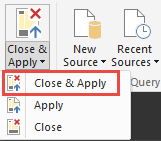 Close &
Apply
New
Source
Recent
Sources
Query
Close & Apply
Apply
Close